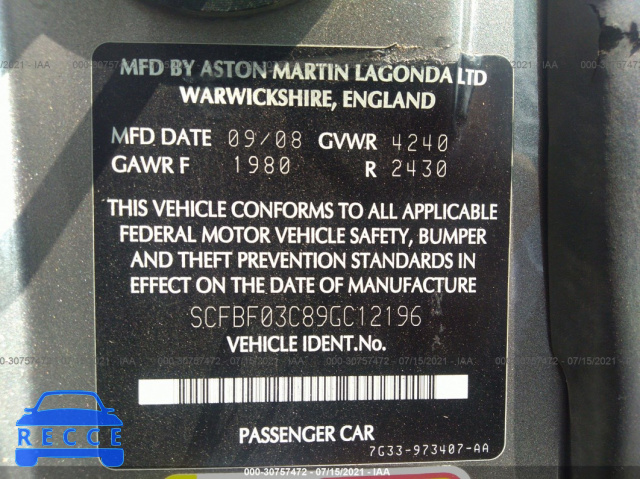 MFD BY ASTON MARTIN LAGONDA LTD
WARWICKSHIRE, ENGLAND
MFD DATE 09/08 GVWR 4240
GAWR F 1980 R 2430
THIS VEHICLE CONFORMS TO ALL APPLICABLE
FEDERAL MOTOR VEHICLE SAFETY, BUMPER
AND THEFT PREVENTION STANDARDS IN
EFFECT ON THE DATE OF MANUFACTURE
SCFBF03C89GC12196
VEHICLE IDENT.No.
PASSENGER CAR
7G33-973407-AA
RECCE
000-30757472 - 07/15/2021 - IAA